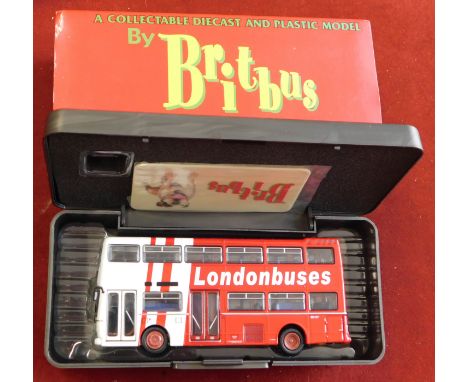 A COLLECTABLE DIECAST AND PLASTIC MODEL
By Britbus
Britbus
Londonbuses